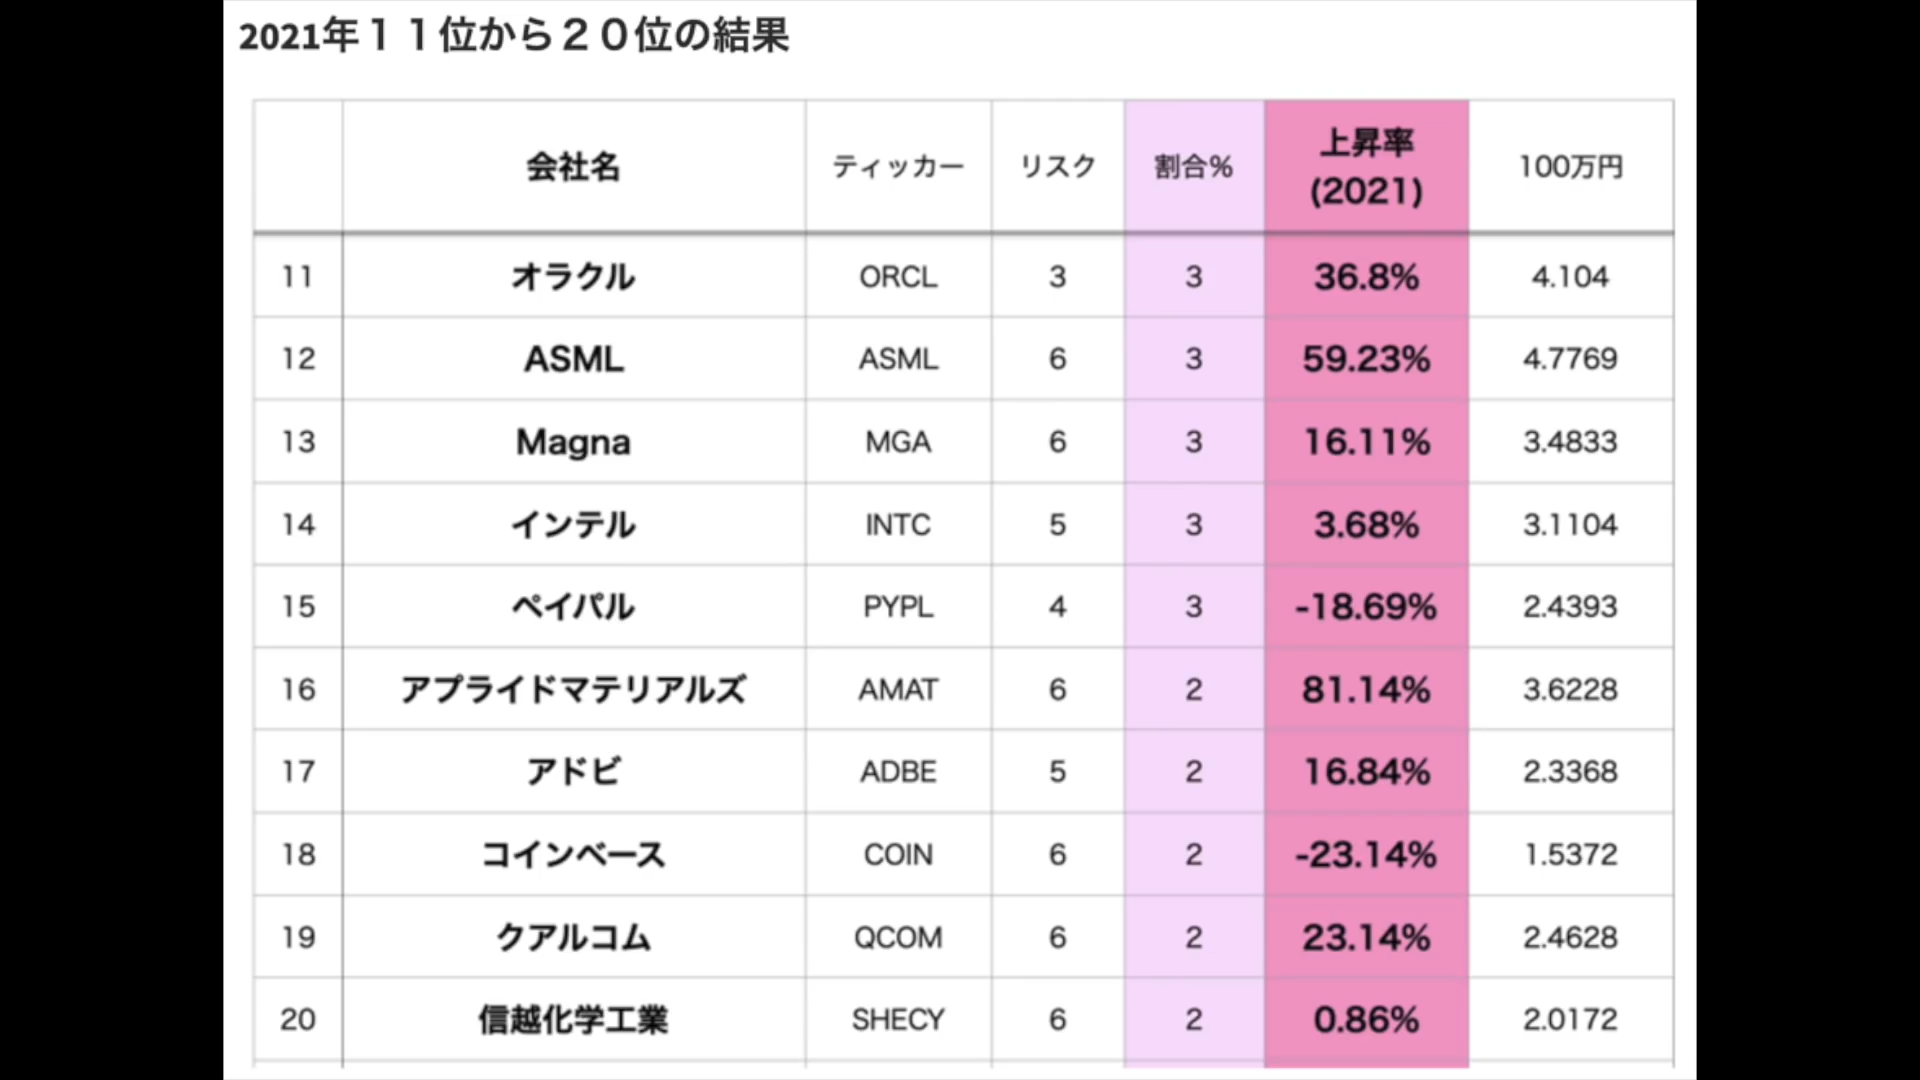 2021年１１位から２０位の結果
会社名 ティッカー リスク 割合% 上昇率 (2021) 100万円
11 オラクル ORCL 3 3 36.8% 4.104
12 ASML ASML 6 3 59.23% 4.7769
13 Magna MGA 6 3 16.11% 3.4833
14 インテル INTC 5 3 3.68% 3.1104
15 ペイパル PYPL 4 3 -18.69% 2.4393
16 アプライドマテリアルズ AMAT 6 2 81.14% 3.6228
17 アドビ ADBE 5 2 16.84% 2.3368
18 コインベース COIN 6 2 -23.14% 1.5372
19 クアルコム QCOM 6 2 23.14% 2.4628
20 信越化学工業 SHECY 6 2 0.86% 2.0172